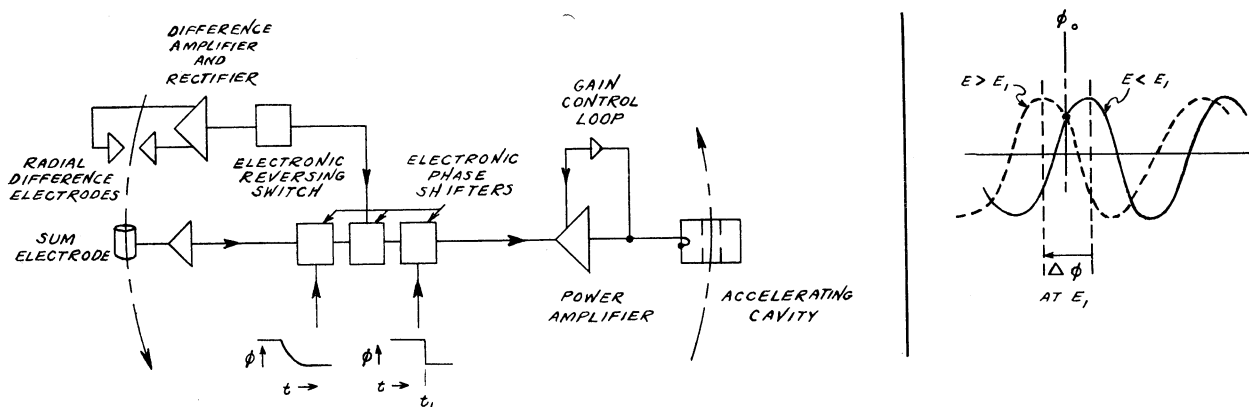 DIFFERENCE
AMPLIFIER
AND
RECTIFIER
RADIAL
DIFFERENCE
ELECTRODES
ELECTRONIC
REVERSING
SWITCH
ELECTRONIC
PHASE
SHIFTERS
GAIN
CONTROL
LOOP
SUM
ELECTRODE
POWER
AMPLIFIER
ACCELERATING
CAVITY
ϕ
t →
ϕ
t →
t₁
ϕ₀
E > E₁
E < E₁
Δ ϕ
AT E₁